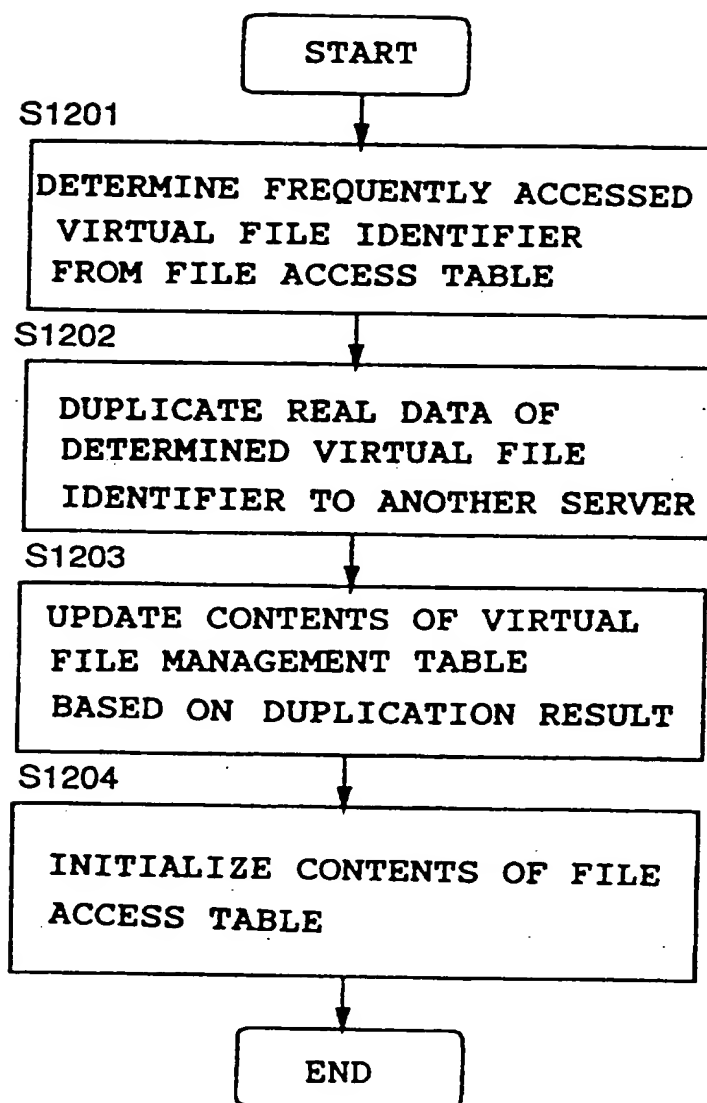 START
S1201
DETERMINE FREQUENTLY ACCESSED
VIRTUAL FILE IDENTIFIER
FROM FILE ACCESS TABLE
S1202
DUPLICATE REAL DATA OF
DETERMINED VIRTUAL FILE
IDENTIFIER TO ANOTHER SERVER
S1203
UPDATE CONTENTS OF VIRTUAL
FILE MANAGEMENT TABLE
BASED ON DUPLICATION RESULT
S1204
INITIALIZE CONTENTS OF FILE
ACCESS TABLE
END